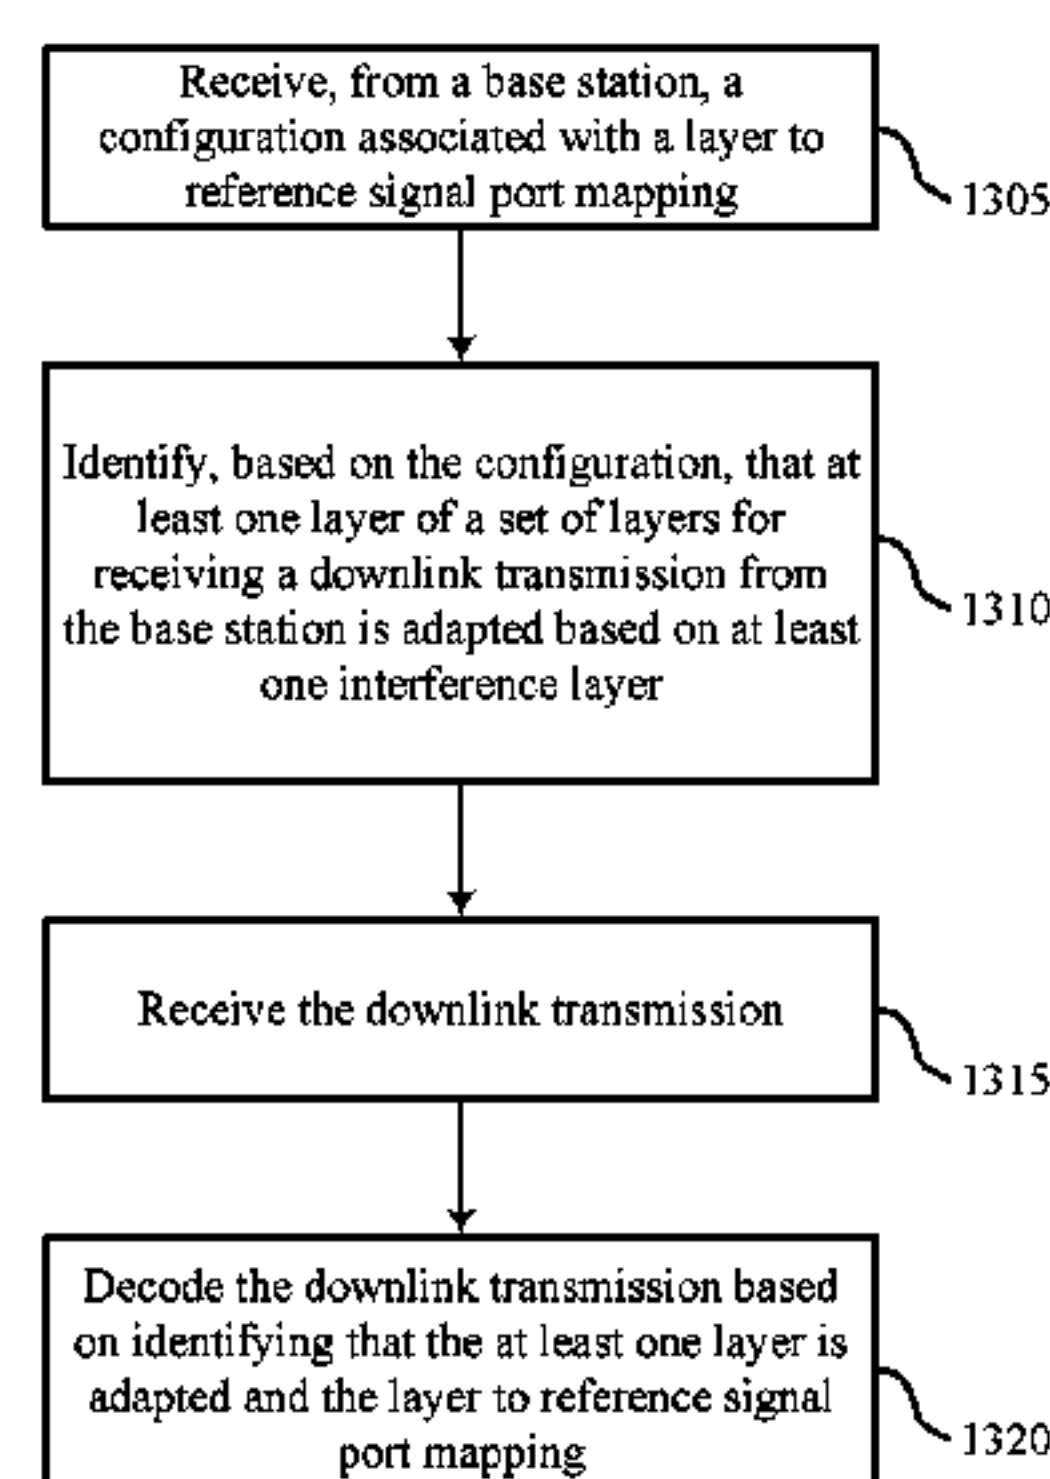 Receive, from a base station, a
configuration associated with a layer to
reference signal port mapping
1305
Identify, based on the configuration, that at
least one layer of a set of layers for
receiving a downlink transmission from
the base station is adapted based on at least
one interference layer
1310
Receive the downlink transmission
1315
Decode the downlink transmission based
on identifying that the at least one layer is
adapted and the layer to reference signal
port mapping
1320